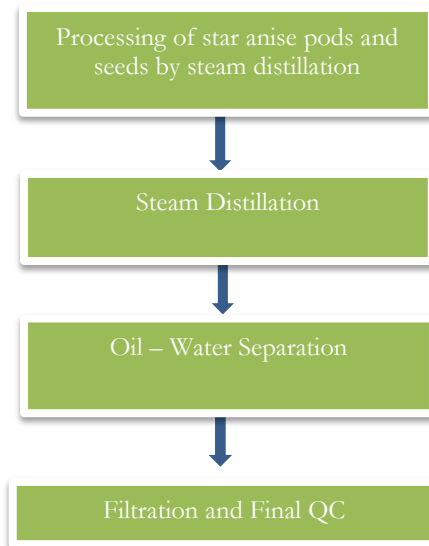 Processing of star anise pods and
seeds by steam distillation
Steam Distillation
Oil – Water Separation
Filtration and Final QC